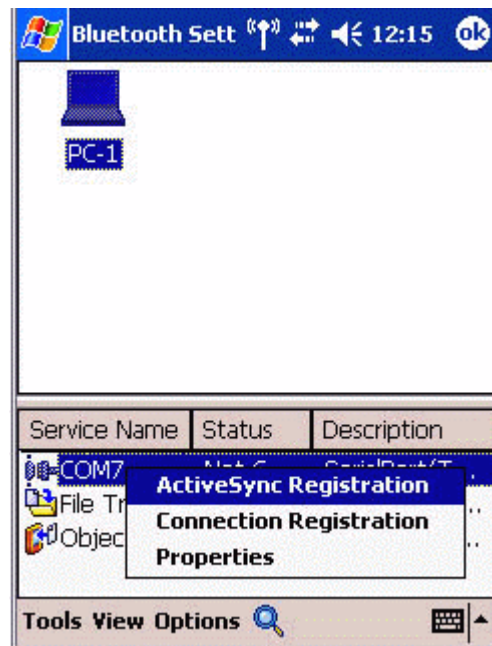 Bluetooth Sett 12:15 ok
PC-1
Service Name Status Description
COM7
File Tr
Objec
ActiveSync Registration
Connection Registration
Properties
Tools View Options